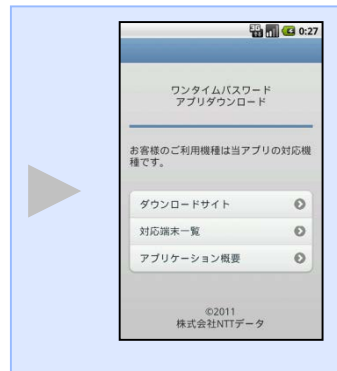 3G 0:27
ワンタイムパスワード
アプリダウンロード
お客様のご利用機種は当アプリの対応機
種です。
ダウンロードサイト
対応端末一覧
アプリケーション概要
©2011
株式会社NTTデータ